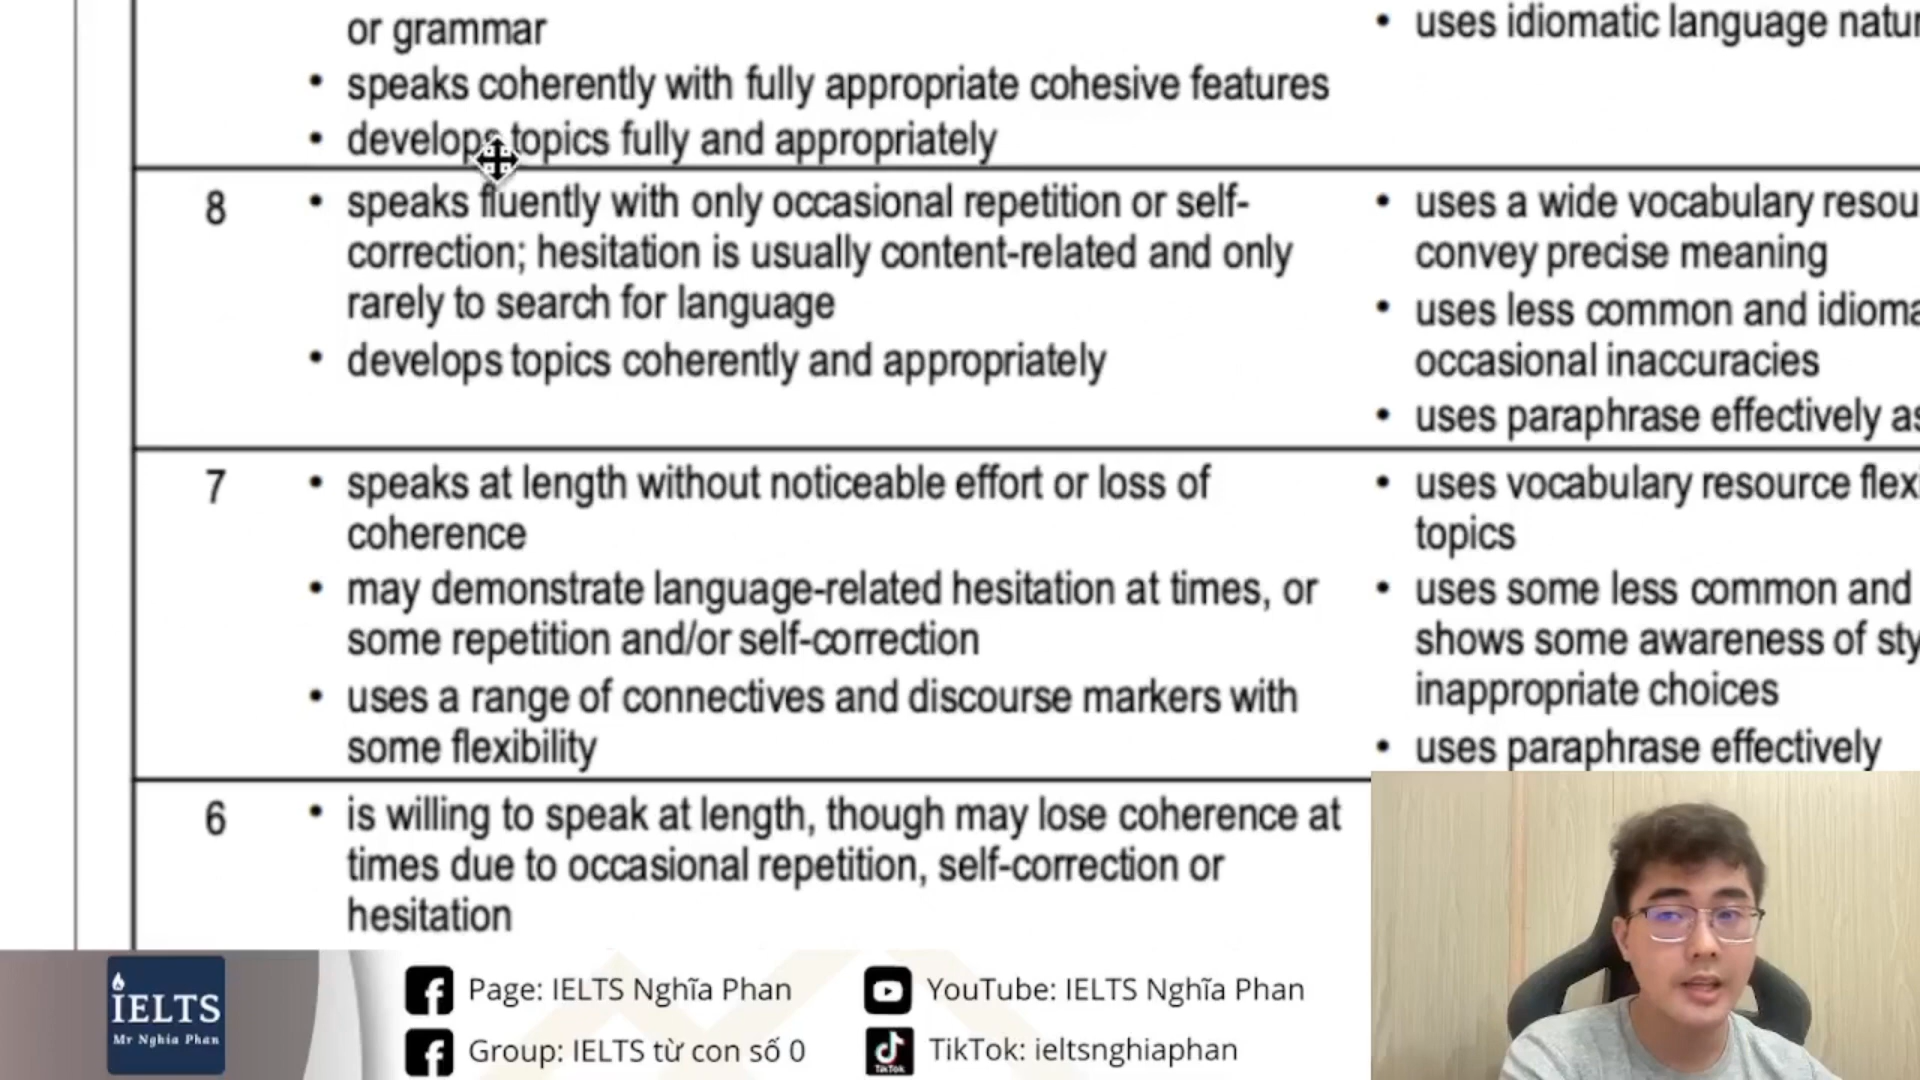 or grammar
• speaks coherently with fully appropriate cohesive features
• develops topics fully and appropriately
• uses idiomatic language
8
• speaks fluently with only occasional repetition or self-
correction; hesitation is usually content-related and only
rarely to search for language
• develops topics coherently and appropriately
• uses a wide vocabulary
convey precise meaning
• uses less common and
occasional inaccuracies
• uses paraphrase effectively
7
• speaks at length without noticeable effort or loss of
coherence
• may demonstrate language-related hesitation at times, or
some repetition and/or self-correction
• uses a range of connectives and discourse markers with
some flexibility
• uses vocabulary resource
topics
• uses some less common and
shows some awareness of
inappropriate choices
• uses paraphrase effectively
6
• is willing to speak at length, though may lose coherence at
times due to occasional repetition, self-correction or
hesitation
IELTS
Mr Nghia Phan
Page: IELTS Nghĩa Phan
Group: IELTS từ con số 0
YouTube: IELTS Nghĩa Phan
TikTok
TikTok: ieltsnghiaphan